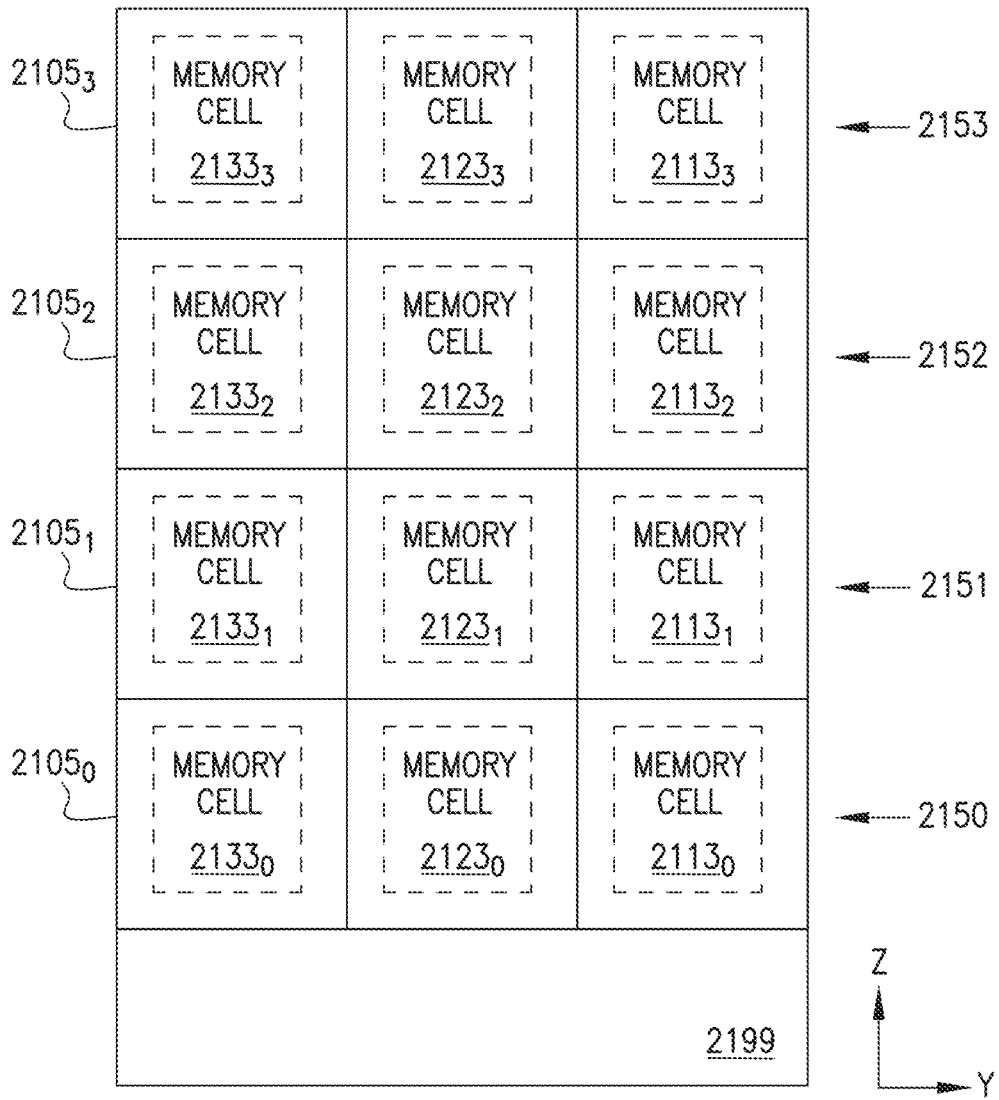 2105₃
MEMORY CELL 2133₃
MEMORY CELL 2123₃
MEMORY CELL 2113₃
2153
2105₂
MEMORY CELL 2133₂
MEMORY CELL 2123₂
MEMORY CELL 2113₂
2152
2105₁
MEMORY CELL 2133₁
MEMORY CELL 2123₁
MEMORY CELL 2113₁
2151
2105₀
MEMORY CELL 2133₀
MEMORY CELL 2123₀
MEMORY CELL 2113₀
2150
2199
Z
Y